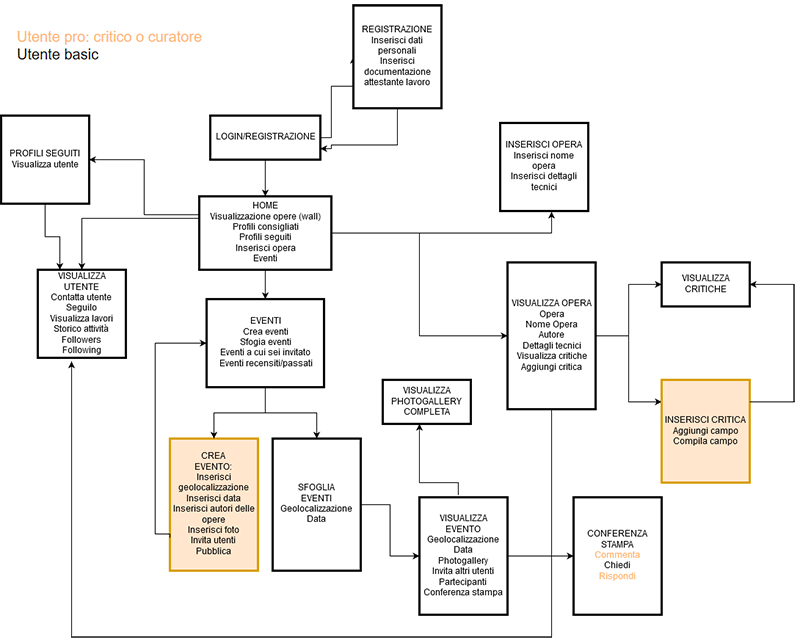 Utente pro: critico o curatore
Utente basic
REGISTRAZIONE
Inserisci dati
personali
Inserisci
documentazione
attestante lavoro
LOGIN/REGISTRAZIONE
PROFILI SEGUITI
Visualizza utente
INSERISCI OPERA
Inserisci nome
opera
Inserisci dettagli
tecnici
HOME
Visualizzazione opere (wall)
Profili consigliati
Profili seguiti
Inserisci opera
Eventi
VISUALIZZA
UTENTE
Contatta utente
Seguilo
Visualizza lavori
Storico attività
Followers
Following
EVENTI
Crea eventi
Sfogia eventi
Eventi a cui sei invitato
Eventi recensiti/passati
VISUALIZZA OPERA
Opera
Nome Opera
Autore
Dettagli tecnici
Visualizza critiche
Aggiungi critica
VISUALIZZA
CRITICHE
VISUALIZZA
PHOTOGALLERY
COMPLETA
INSERISCI CRITICA
Aggiungi campo
Compila campo
CREA
EVENTO:
Inserisci
geolocalizzazione
Inserisci data
Inserisci autori delle
opere
Inserisci foto
Invita utenti
Pubblica
SFOGLIA
EVENTI
Geolocalizzazione
Data
VISUALIZZA
EVENTO
Geolocalizzazione
Data
Photogallery
Invita altri utenti
Partecipanti
Conferenza stampa
CONFERENZA
STAMPA
Commenta
Chiedi
Rispondi